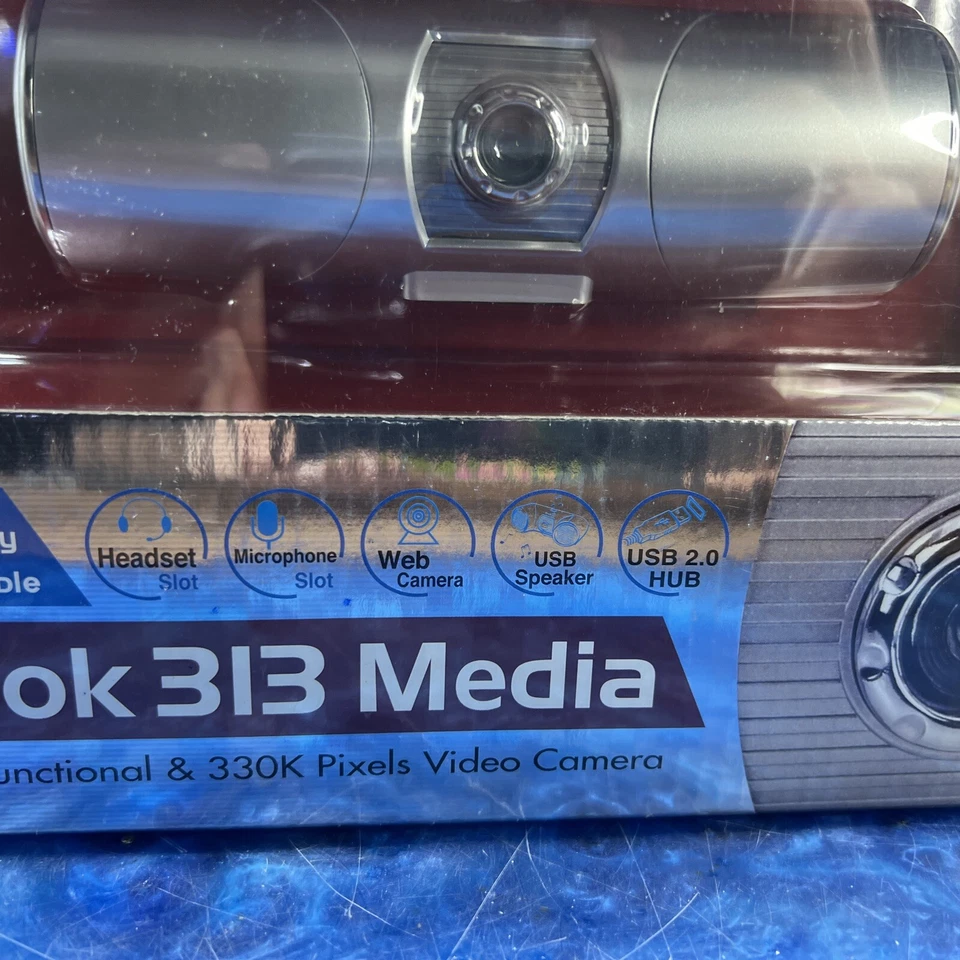 Headset
Slot
Microphone
Slot
Web
Camera
USB
Speaker
USB 2.0
HUB
ok 313 Media
unctional & 330K Pixels Video Camera